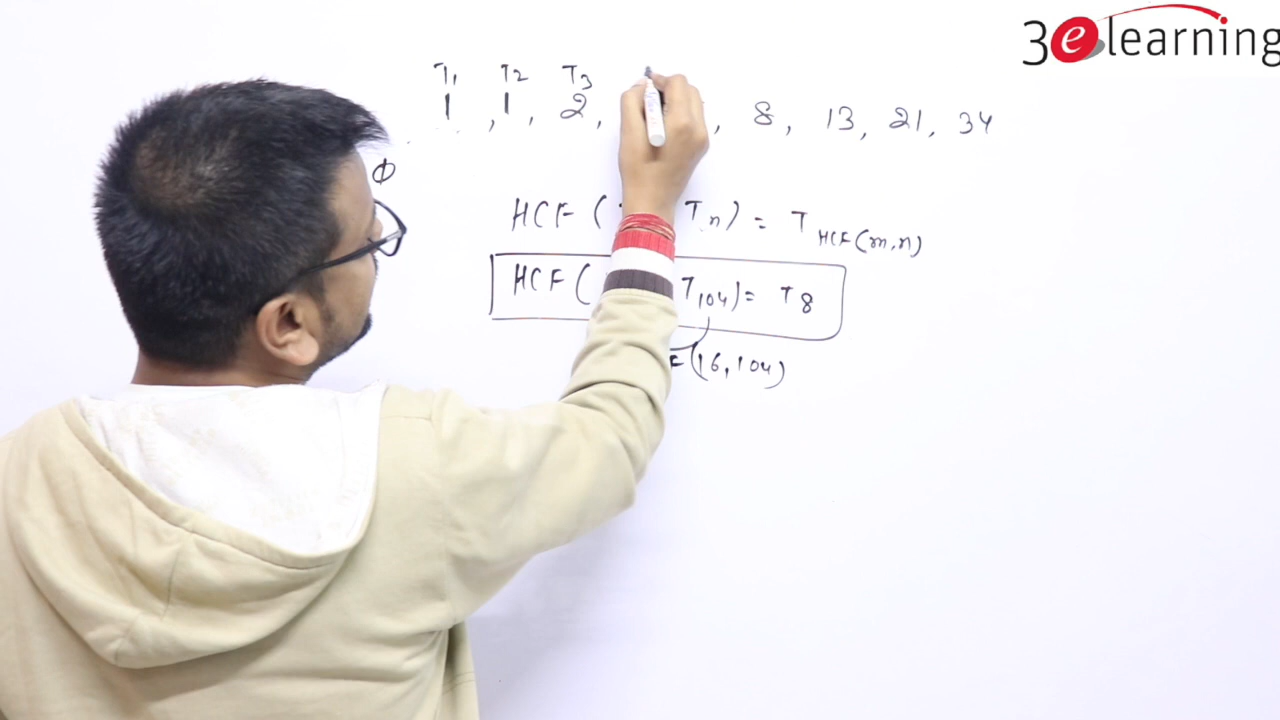 3elearning
T1 T2 T3
1, 1, 2, , 8, 13, 21, 34
Φ
HCF ( Tn) = T HCF(m,n)
HCF ( T104) = T8
(16,104)